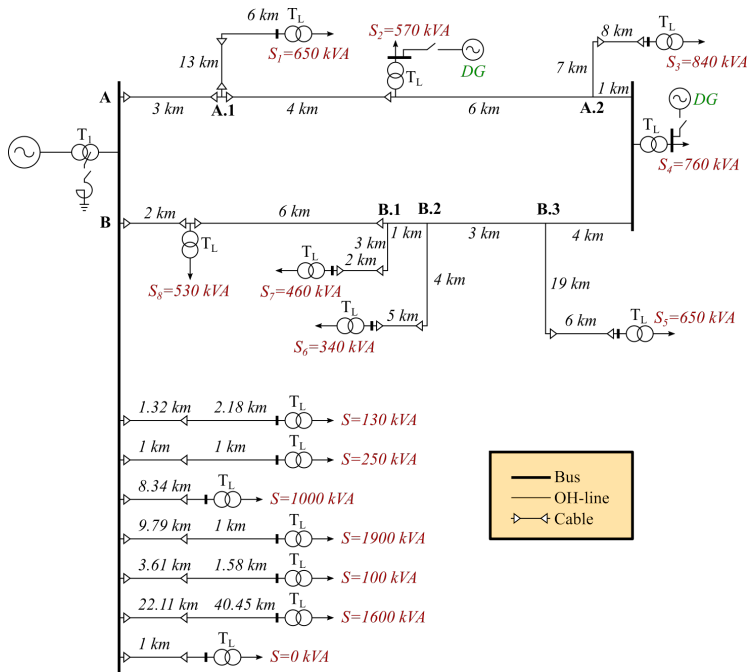 6 km
T_L
S_1=650 kVA
13 km
S_2=570 kVA
DG
T_L
8 km
T_L
S_3=840 kVA
7 km
A
3 km
A.1
4 km
6 km
A.2
1 km
DG
T_L
S_4=760 kVA
T_1
B
2 km
6 km
B.1
B.2
B.3
1 km
3 km
4 km
T_L
S_8=530 kVA
3 km
T_L
2 km
S_7=460 kVA
4 km
19 km
T_L
5 km
S_6=340 kVA
6 km
T_L
S_5=650 kVA
1.32 km
2.18 km
T_L
S=130 kVA
1 km
1 km
T_L
S=250 kVA
8.34 km
T_L
S=1000 kVA
9.79 km
1 km
T_L
S=1900 kVA
3.61 km
1.58 km
T_L
S=100 kVA
22.11 km
40.45 km
T_L
S=1600 kVA
1 km
T_L
S=0 kVA
Bus
OH-line
Cable